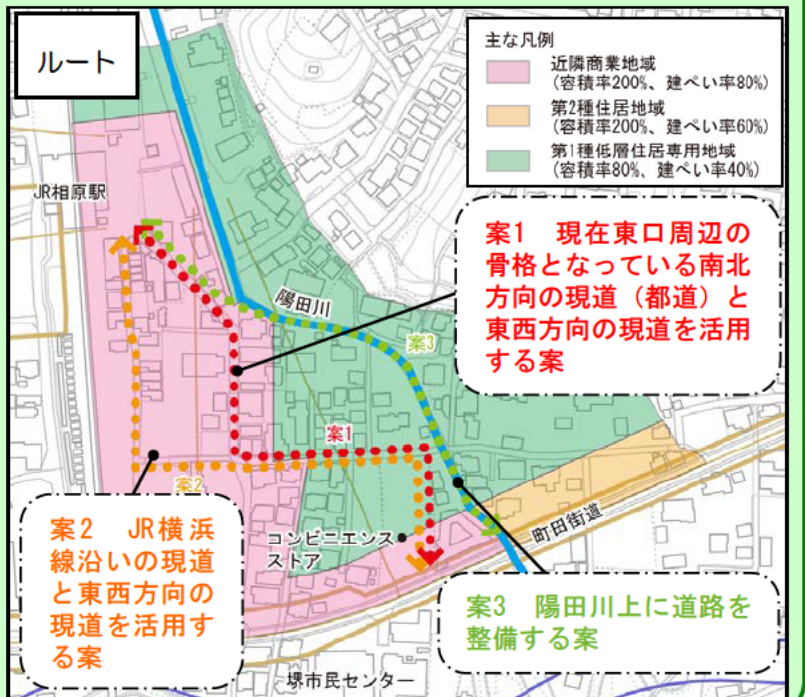 ルート
主な凡例
近隣商業地域
(容積率200%、建ぺい率80%)
第2種住居地域
(容積率200%、建ぺい率60%)
第1種低層住居専用地域
(容積率80%、建ぺい率40%)
JR相原駅
案1 現在東口周辺の
骨格となっている南北
方向の現道（都道）と
東西方向の現道を活用
する案
陽田川
案3
案1
案2
コンビニエンス
ストア
町田街道
案2 JR横浜
線沿いの現道
と東西方向の
現道を活用す
る案
案3 陽田川上に道路を
整備する案
堺市民センター